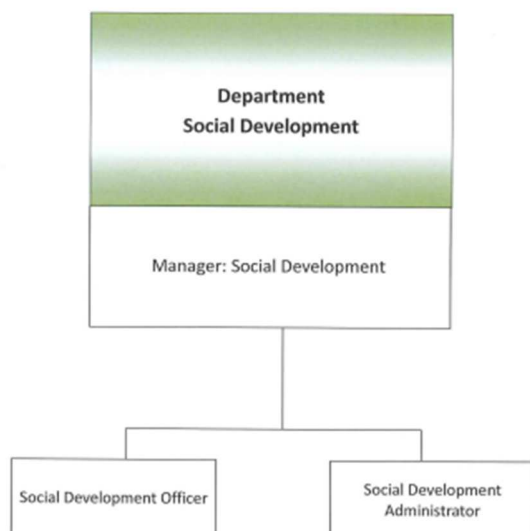 Department
Social Development
Manager: Social Development
Social Development Officer
Social Development
Administrator